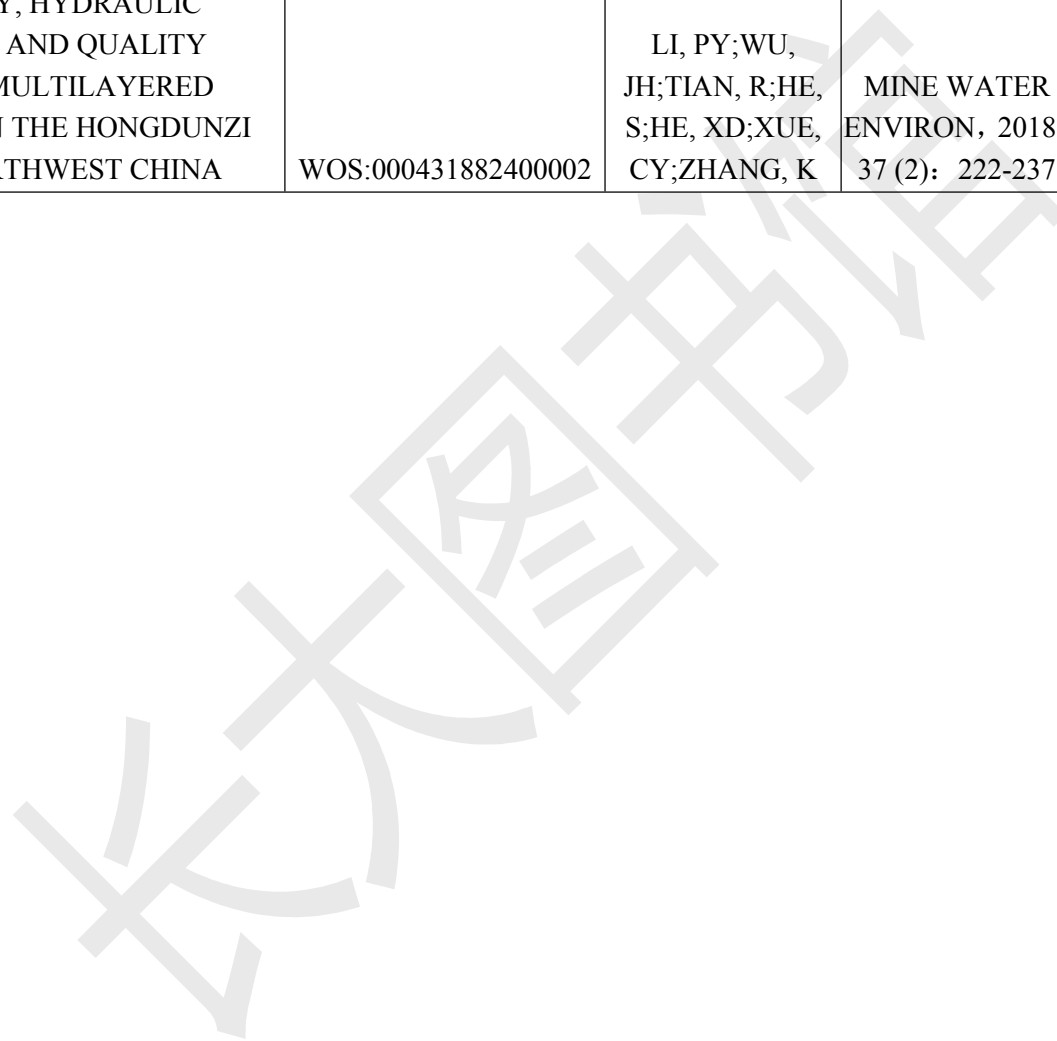 Y, HYDRAULIC
AND QUALITY
MULTILAYERED
N THE HONGDUNZI
RTHWEST CHINA
WOS:000431882400002
LI, PY;WU,
JH;TIAN, R;HE,
S;HE, XD;XUE,
CY;ZHANG, K
MINE WATER
ENVIRON，2018
37 (2)：222-237
长大图书馆